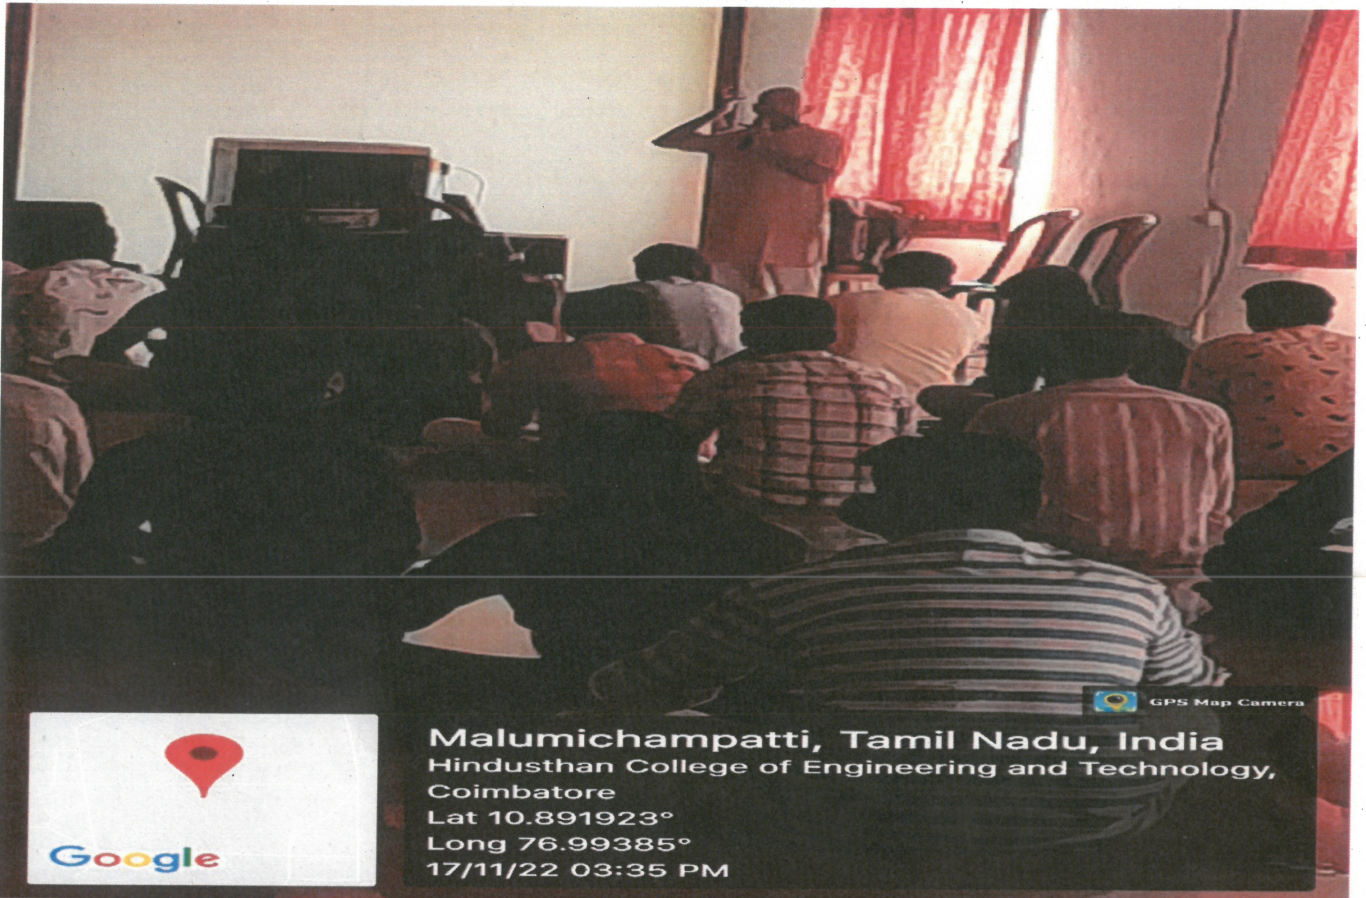 GPS Map Camera
Malumichampatti, Tamil Nadu, India
Hindusthan College of Engineering and Technology,
Coimbatore
Lat 10.891923°
Long 76.99385°
17/11/22 03:35 PM
Google